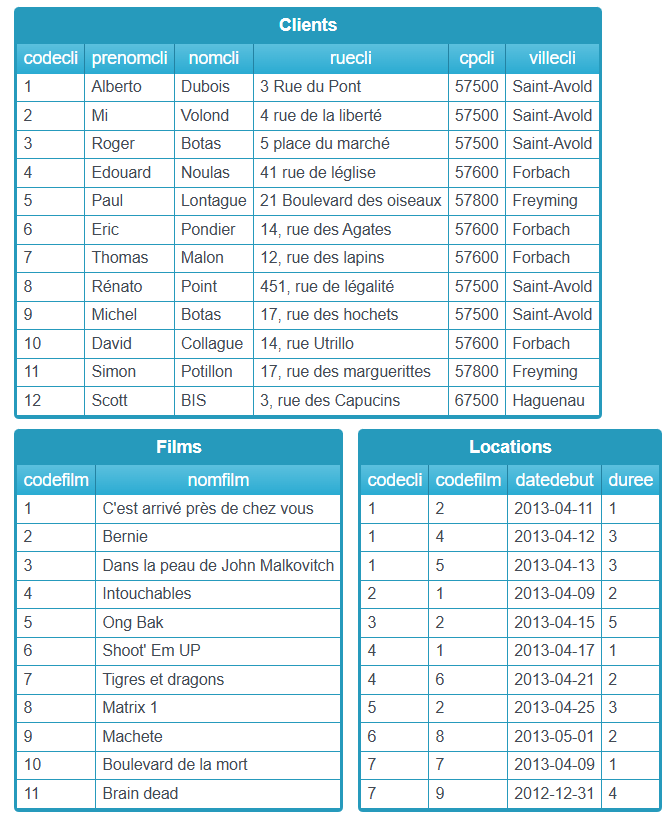 Clients
codecli prenomcli nomcli ruecli cpcli villecli
1 Alberto Dubois 3 Rue du Pont 57500 Saint-Avold
2 Mi Volond 4 rue de la liberté 57500 Saint-Avold
3 Roger Botas 5 place du marché 57500 Saint-Avold
4 Edouard Noulas 41 rue de léglise 57600 Forbach
5 Paul Lontague 21 Boulevard des oiseaux 57800 Freyming
6 Eric Pondier 14, rue des Agates 57600 Forbach
7 Thomas Malon 12, rue des lapins 57600 Forbach
8 Rénato Point 451, rue de légalité 57500 Saint-Avold
9 Michel Botas 17, rue des hochets 57500 Saint-Avold
10 David Collague 14, rue Utrillo 57600 Forbach
11 Simon Potillon 17, rue des marguerittes 57800 Freyming
12 Scott BIS 3, rue des Capucins 67500 Haguenau
Films
codefilm nomfilm
1 C'est arrivé près de chez vous
2 Bernie
3 Dans la peau de John Malkovitch
4 Intouchables
5 Ong Bak
6 Shoot' Em UP
7 Tigres et dragons
8 Matrix 1
9 Machete
10 Boulevard de la mort
11 Brain dead
Locations
codecli codefilm datedebut duree
1 2 2013-04-11 1
1 4 2013-04-12 3
1 5 2013-04-13 3
2 1 2013-04-09 2
3 2 2013-04-15 5
4 1 2013-04-17 1
4 6 2013-04-21 2
5 2 2013-04-25 3
6 8 2013-05-01 2
7 7 2013-04-09 1
7 9 2012-12-31 4